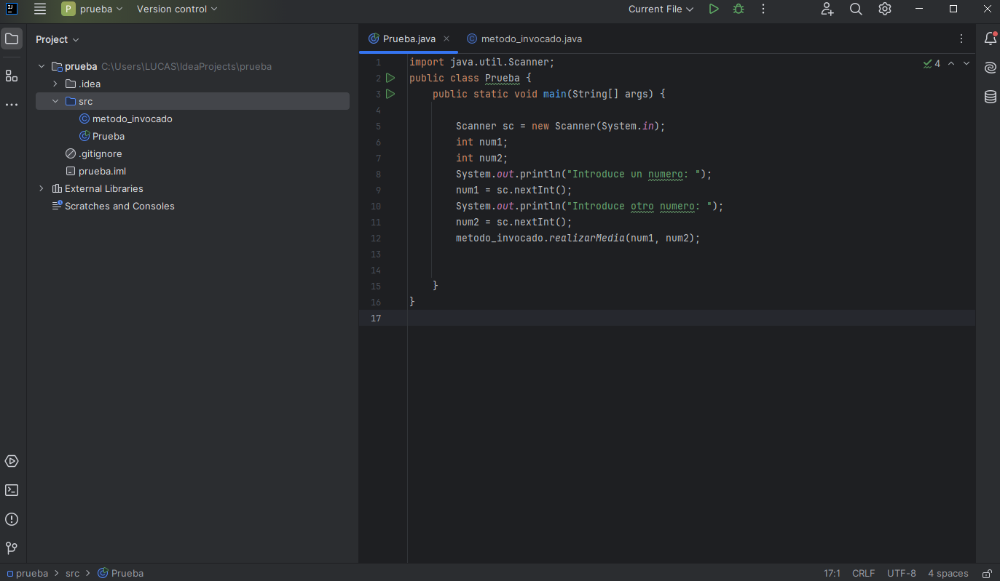 IJ
P prueba Version control Current File
Project
prueba C:\Users\LUCAS\IdeaProjects\prueba
.idea
src
metodo_invocado
Prueba
.gitignore
prueba.iml
External Libraries
Scratches and Consoles
Prueba.java metodo_invocado.java
4
1 import java.util.Scanner;
2 public class Prueba {
3 public static void main(String[] args) {
4
5 Scanner sc = new Scanner(System.in);
6 int num1;
7 int num2;
8 System.out.println("Introduce un numero: ");
9 num1 = sc.nextInt();
10 System.out.println("Introduce otro numero: ");
11 num2 = sc.nextInt();
12 metodo_invocado.realizarMedia(num1, num2);
13
14
15 }
16 }
17
prueba > src > Prueba 17:1 CRLF UTF-8 4 spaces